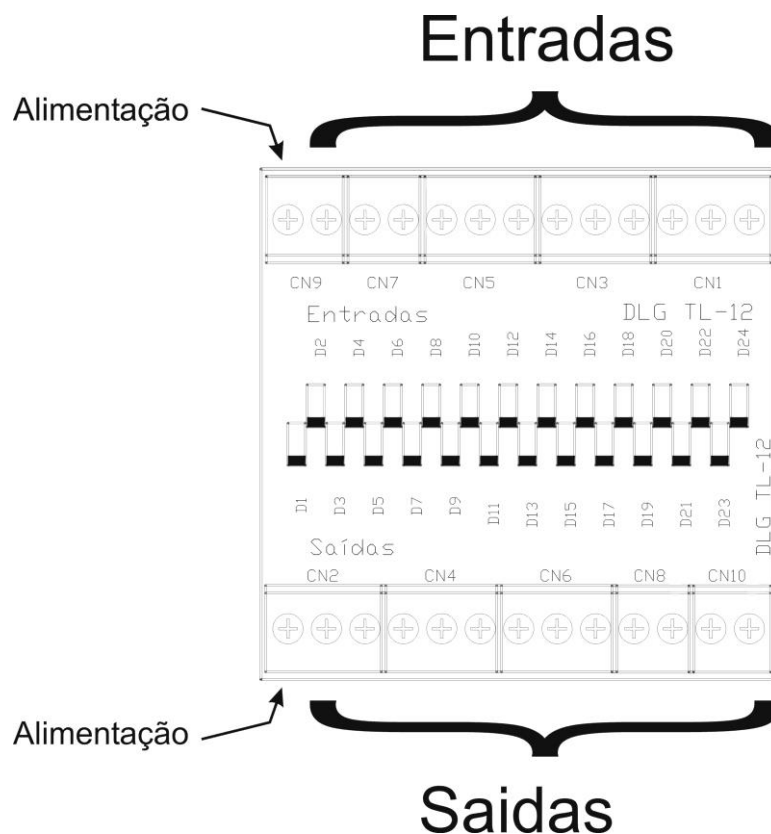 Entradas
Alimentação
CN9 CN7 CN5 CN3 CN1
Entradas DLG TL-12
D2 D4 D6 D8 D10 D12 D14 D16 D18 D20 D22 D24
DLG TL-12
D1 D3 D5 D7 D9 D11 D13 D15 D17 D19 D21 D23
Saídas
CN2 CN4 CN6 CN8 CN10
Alimentação
Saidas